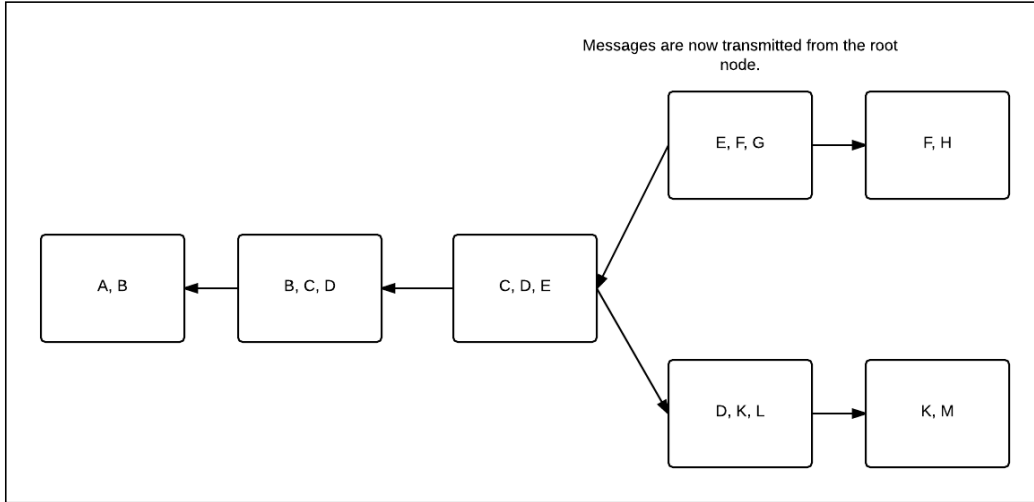 Messages are now transmitted from the root
node.
E, F, G
F, H
A, B
B, C, D
C, D, E
D, K, L
K, M